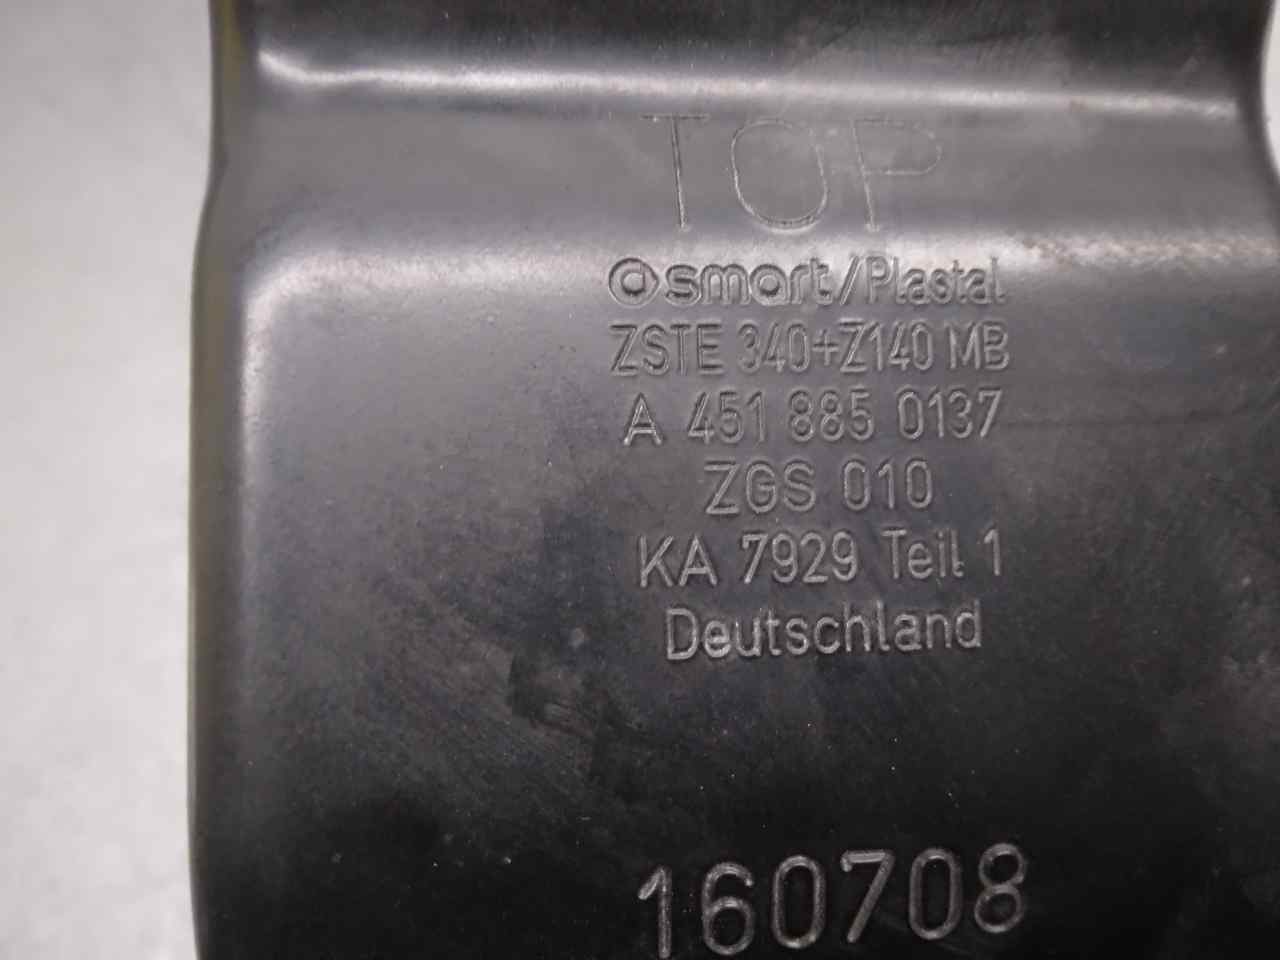 TOP
smart/Plastal
ZSTE 340+Z140 MB
A 451 885 0137
ZGS 010
KA 7929 Teil 1
Deutschland
160708